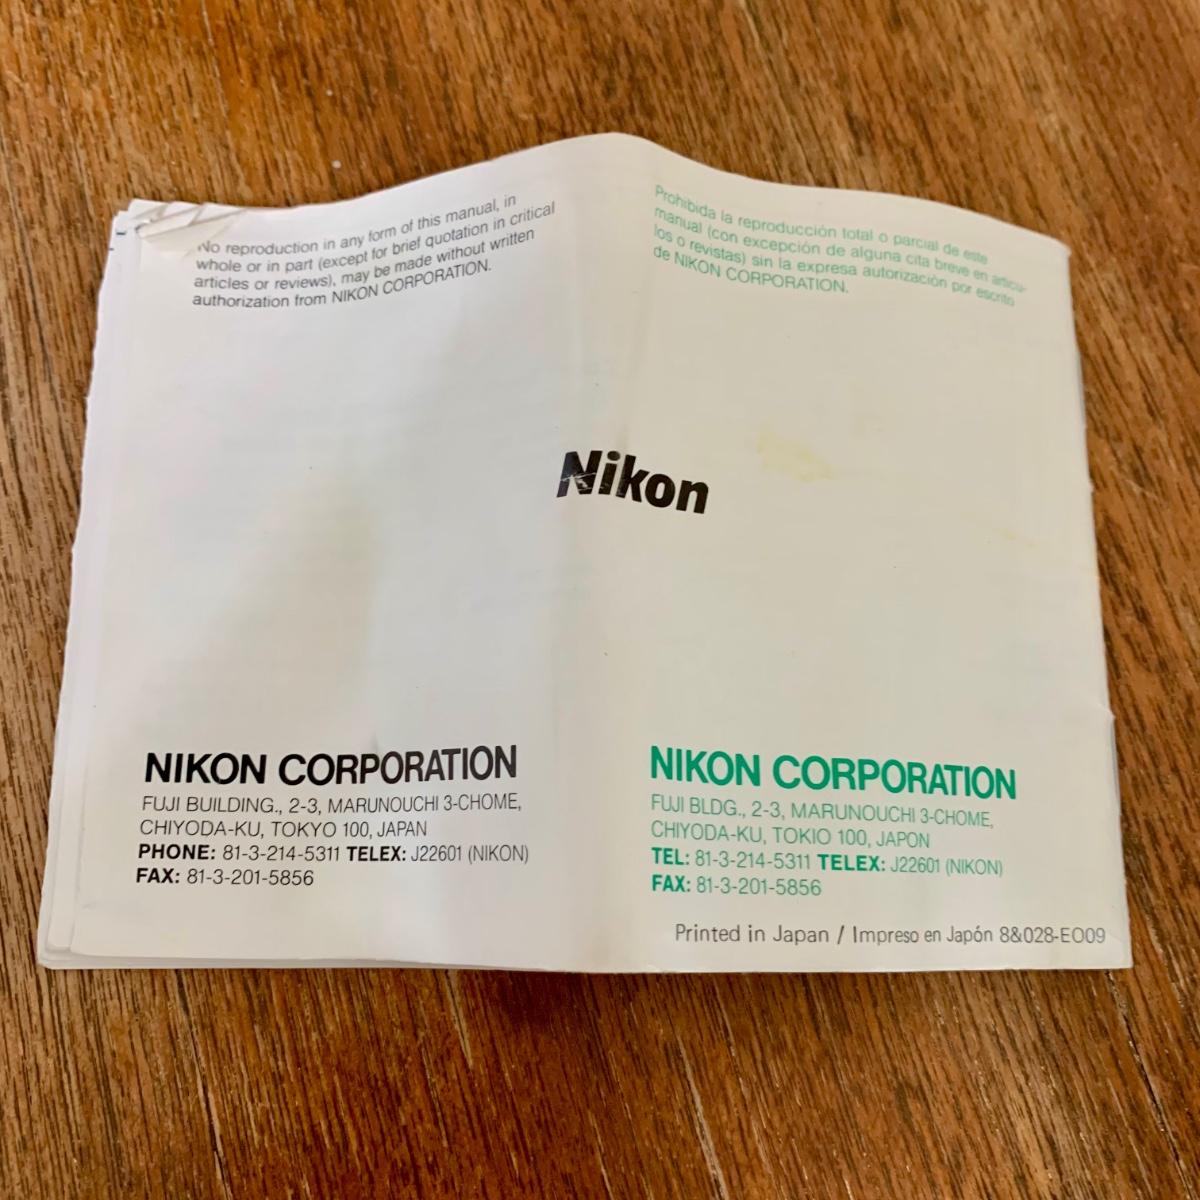 No reproduction in any form of this manual, in
whole or in part (except for brief quotation in critical
articles or reviews), may be made without written
authorization from NIKON CORPORATION.
Prohibida la reproducción total o parcial de este
manual (con excepción de alguna cita breve en artícu-
los o revistas) sin la expresa autorización por escrito
de NIKON CORPORATION.
Nikon
NIKON CORPORATION
FUJI BUILDING., 2-3, MARUNOUCHI 3-CHOME,
CHIYODA-KU, TOKYO 100, JAPAN
PHONE: 81-3-214-5311 TELEX: J22601 (NIKON)
FAX: 81-3-201-5856
NIKON CORPORATION
FUJI BLDG., 2-3, MARUNOUCHI 3-CHOME,
CHIYODA-KU, TOKIO 100, JAPON
TEL: 81-3-214-5311 TELEX: J22601 (NIKON)
FAX: 81-3-201-5856
Printed in Japan / Impreso en Japón 8&028-EO09